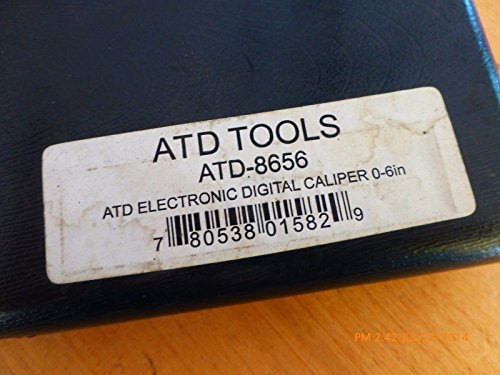 ATD TOOLS
ATD-8656
ATD ELECTRONIC DIGITAL CALIPER 0-6in
7 80538 01582 9
PM 2:42